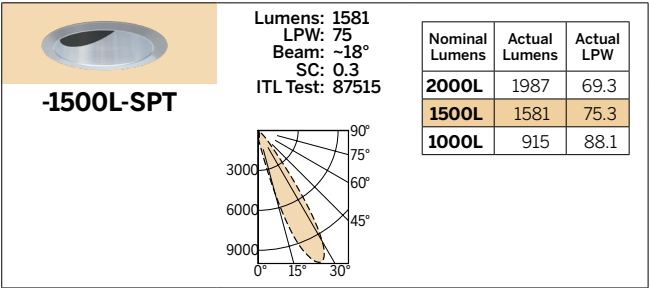 -1500L-SPT
Lumens: 1581
LPW: 75
Beam: ~18°
SC: 0.3
ITL Test: 87515
90°
75°
60°
45°
3000
6000
9000
0° 15° 30°
Nominal Lumens Actual Lumens Actual LPW
2000L 1987 69.3
1500L 1581 75.3
1000L 915 88.1